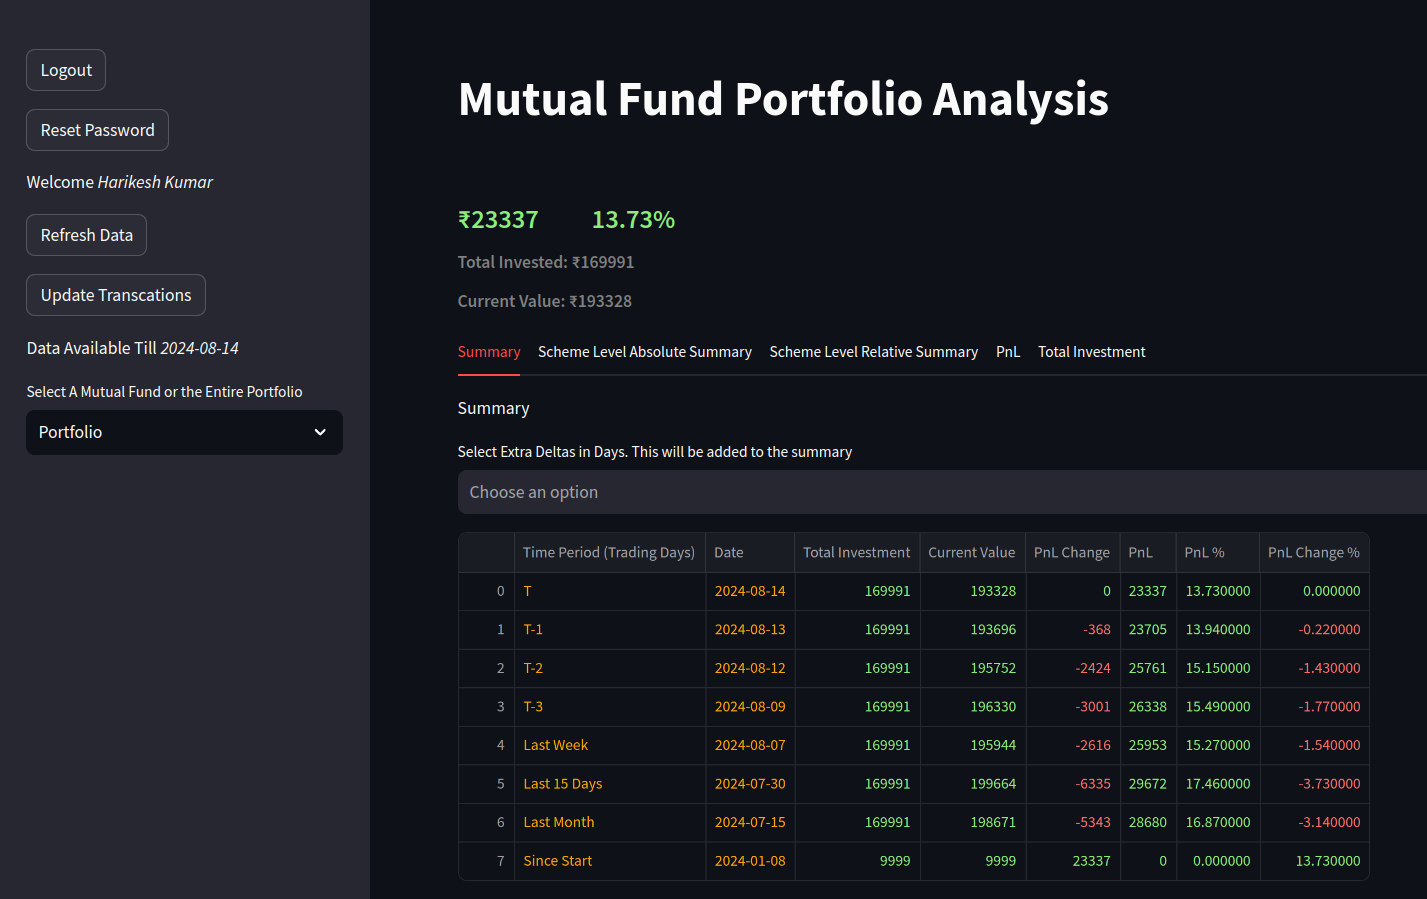 Logout
Reset Password
Welcome Harikesh Kumar
Refresh Data
Update Transcations
Data Available Till 2024-08-14
Select A Mutual Fund or the Entire Portfolio
Portfolio
Mutual Fund Portfolio Analysis
₹23337 13.73%
Total Invested: ₹169991
Current Value: ₹193328
Summary Scheme Level Absolute Summary Scheme Level Relative Summary PnL Total Investment
Summary
Select Extra Deltas in Days. This will be added to the summary
Choose an option
Time Period (Trading Days) Date Total Investment Current Value PnL Change PnL PnL % PnL Change %
0 T 2024-08-14 169991 193328 0 23337 13.730000 0.000000
1 T-1 2024-08-13 169991 193696 -368 23705 13.940000 -0.220000
2 T-2 2024-08-12 169991 195752 -2424 25761 15.150000 -1.430000
3 T-3 2024-08-09 169991 196330 -3001 26338 15.490000 -1.770000
4 Last Week 2024-08-07 169991 195944 -2616 25953 15.270000 -1.540000
5 Last 15 Days 2024-07-30 169991 199664 -6335 29672 17.460000 -3.730000
6 Last Month 2024-07-15 169991 198671 -5343 28680 16.870000 -3.140000
7 Since Start 2024-01-08 9999 9999 23337 0 0.000000 13.730000